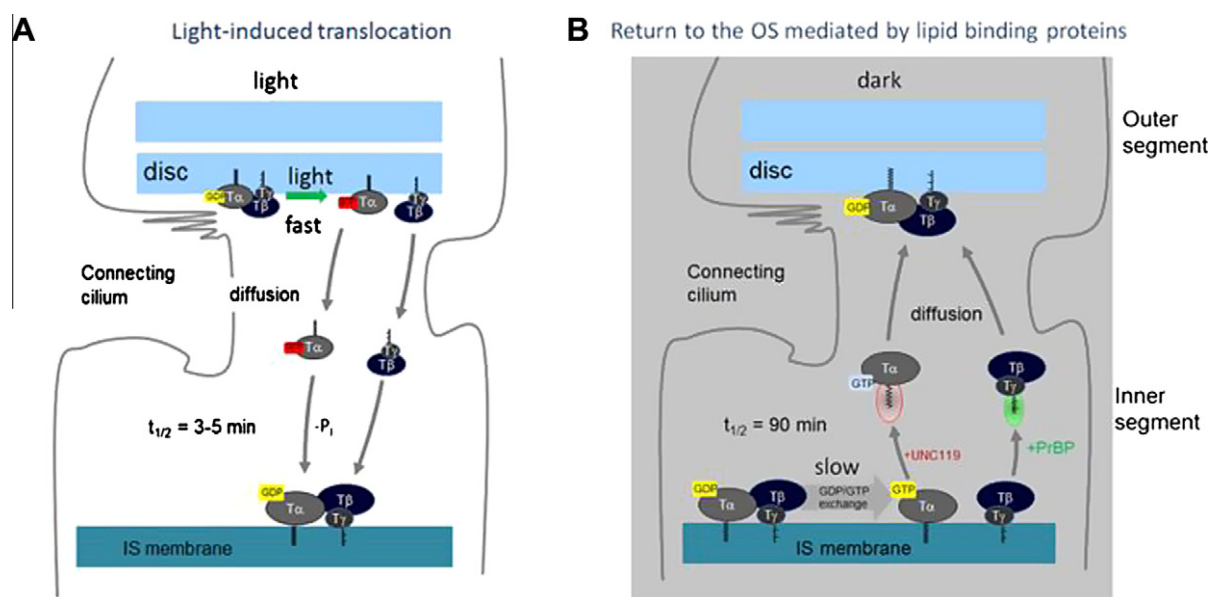 A
Light-induced translocation
light
disc
GDP
Tα
Tγ
Tβ
light
fast
Tα
Tγ
Tβ
Connecting
cilium
diffusion
Tα
Tγ
Tβ
t1/2 = 3-5 min
-Pi
GDP
Tα
Tβ
Tγ
IS membrane
B
Return to the OS mediated by lipid binding proteins
dark
disc
GDP
Tα
Tγ
Tβ
Outer
segment
Connecting
cilium
diffusion
Tα
GTP
Tβ
Tγ
Inner
segment
t1/2 = 90 min
+UNC119
+PrBP
slow
GDP/GTP
exchange
GDP
Tα
Tβ
Tγ
GTP
Tα
Tβ
Tγ
IS membrane